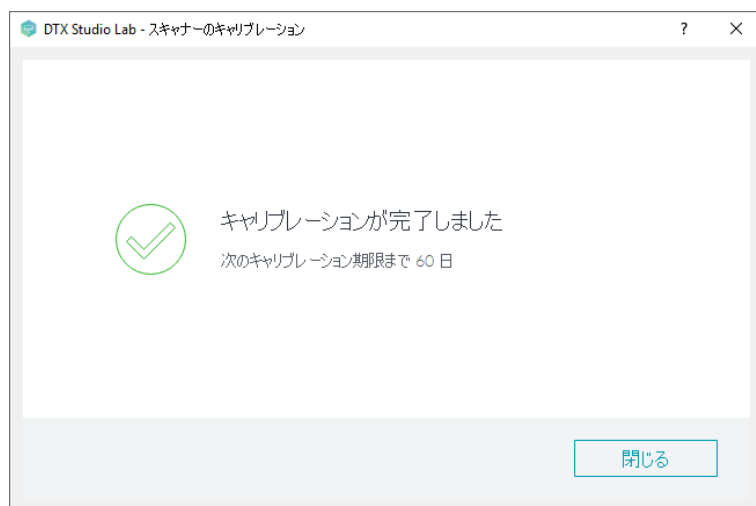 DTX Studio Lab - スキャナーのキャリブレーション
?
キャリブレーションが完了しました
次のキャリブレーション期限まで 60 日
閉じる